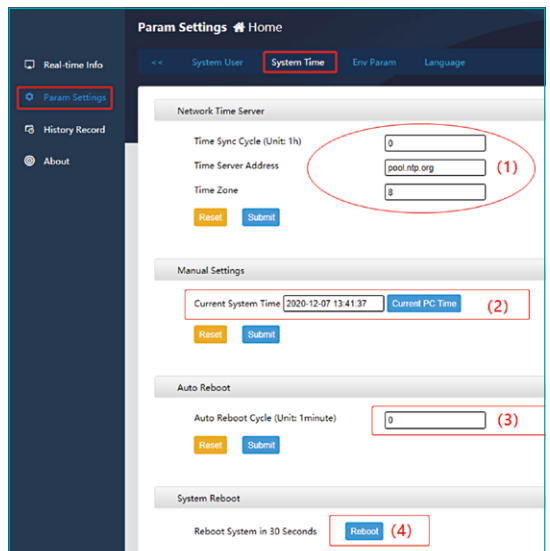 Param Settings Home
Real-time Info
Param Settings
History Record
About
<< System User System Time Env Param Language
Network Time Server
Time Sync Cycle (Unit: 1h) 0
Time Server Address pool.ntp.org (1)
Time Zone 8
Reset Submit
Manual Settings
Current System Time 2020-12-07 13:41:37 Current PC Time (2)
Reset Submit
Auto Reboot
Auto Reboot Cycle (Unit: 1minute) 0 (3)
Reset Submit
System Reboot
Reboot System in 30 Seconds Reboot (4)